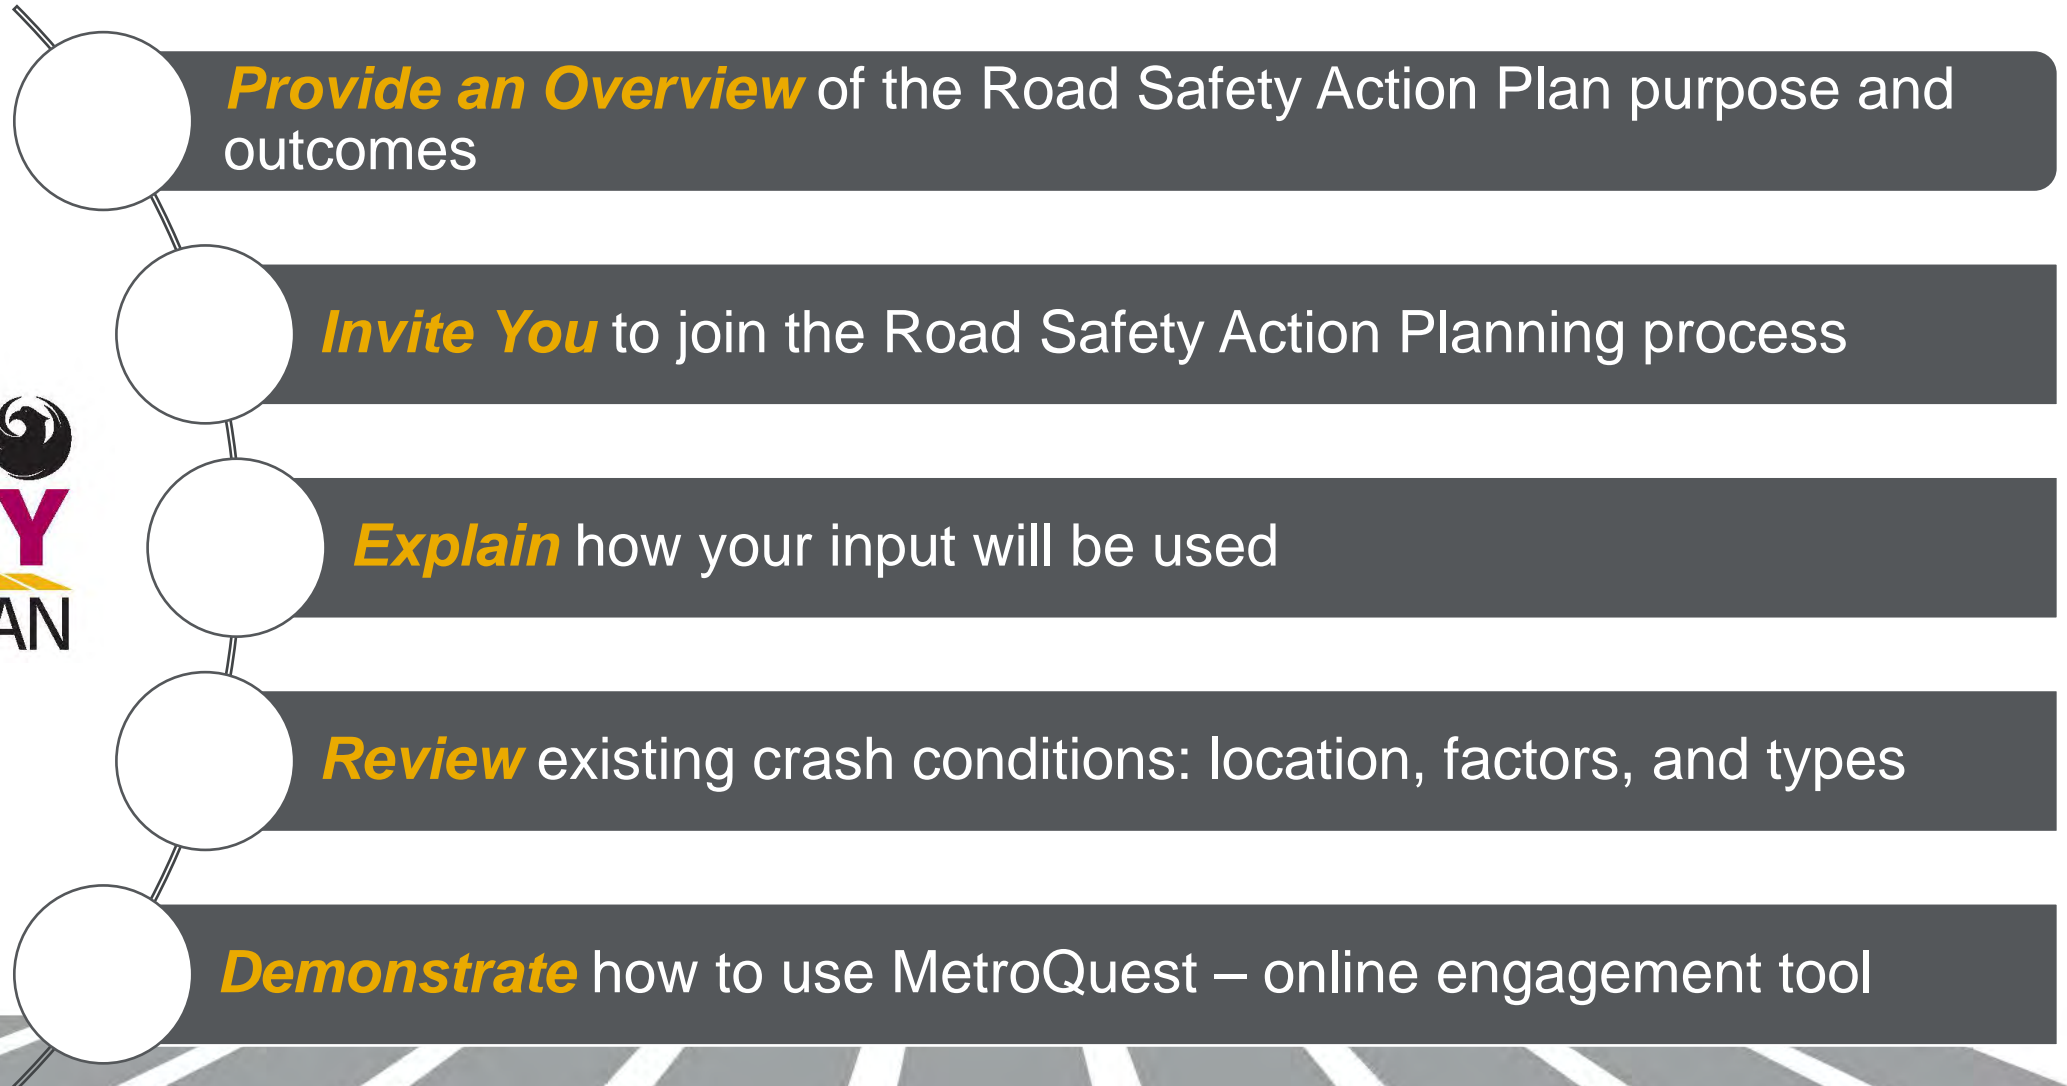 Provide an Overview of the Road Safety Action Plan purpose and
outcomes
Invite You to join the Road Safety Action Planning process
Y
Explain how your input will be used
AN
Review existing crash conditions: location, factors, and types
Demonstrate how to use MetroQuest – online engagement tool